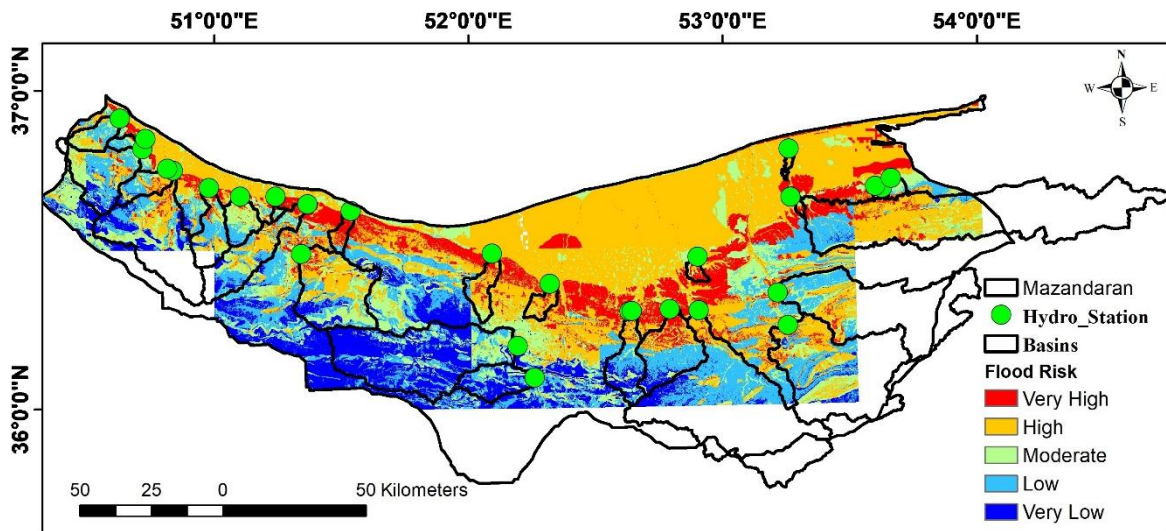 51°0'0"E 52°0'0"E 53°0'0"E 54°0'0"E
37°0'0"N
36°0'0"N
N
W E
S
Mazandaran
Hydro_Station
Basins
Flood Risk
Very High
High
Moderate
Low
Very Low
50 25 0 50 Kilometers